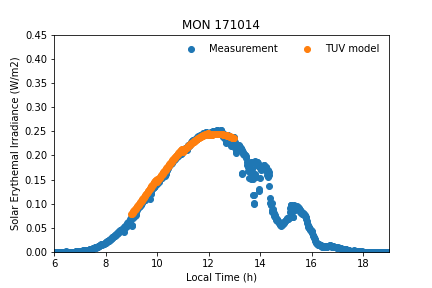 MON 171014
Measurement
TUV model
Solar Erythemal Irradiance (W/m2)
0.45
0.40
0.35
0.30
0.25
0.20
0.15
0.10
0.05
0.00
6 8 10 12 14 16 18
Local Time (h)